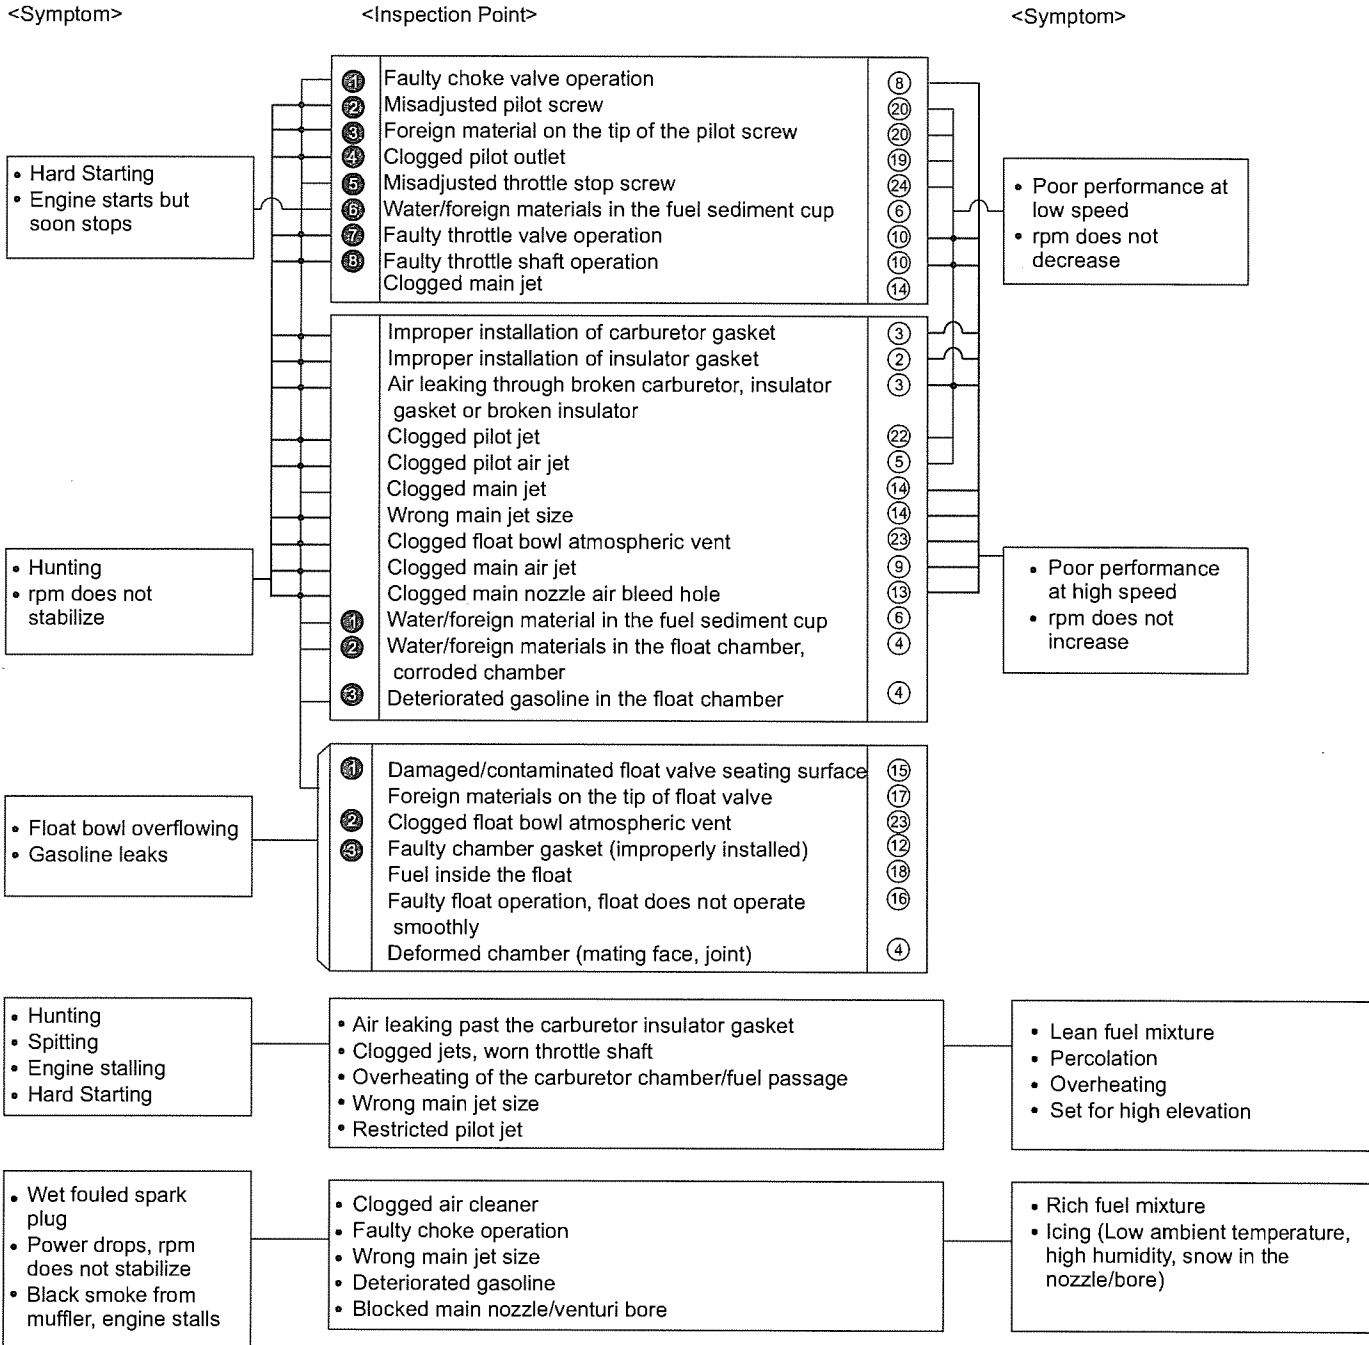 <Symptom>
<Inspection Point>
<Symptom>
• Hard Starting
• Engine starts but
soon stops
1 Faulty choke valve operation 8
2 Misadjusted pilot screw 20
3 Foreign material on the tip of the pilot screw 20
4 Clogged pilot outlet 19
5 Misadjusted throttle stop screw 24
6 Water/foreign materials in the fuel sediment cup 6
7 Faulty throttle valve operation 10
8 Faulty throttle shaft operation 10
Clogged main jet 14
• Poor performance at
low speed
• rpm does not
decrease
• Hunting
• rpm does not
stabilize
Improper installation of carburetor gasket 3
Improper installation of insulator gasket 2
Air leaking through broken carburetor, insulator 3
gasket or broken insulator
Clogged pilot jet 22
Clogged pilot air jet 5
Clogged main jet 14
Wrong main jet size 14
Clogged float bowl atmospheric vent 23
Clogged main air jet 9
Clogged main nozzle air bleed hole 13
1 Water/foreign material in the fuel sediment cup 6
2 Water/foreign materials in the float chamber, 4
corroded chamber
3 Deteriorated gasoline in the float chamber 4
• Poor performance
at high speed
• rpm does not
increase
• Float bowl overflowing
• Gasoline leaks
1 Damaged/contaminated float valve seating surface 15
Foreign materials on the tip of float valve 17
2 Clogged float bowl atmospheric vent 23
3 Faulty chamber gasket (improperly installed) 12
Fuel inside the float 18
Faulty float operation, float does not operate 16
smoothly
Deformed chamber (mating face, joint) 4
• Hunting
• Spitting
• Engine stalling
• Hard Starting
• Air leaking past the carburetor insulator gasket
• Clogged jets, worn throttle shaft
• Overheating of the carburetor chamber/fuel passage
• Wrong main jet size
• Restricted pilot jet
• Lean fuel mixture
• Percolation
• Overheating
• Set for high elevation
• Wet fouled spark
plug
• Power drops, rpm
does not stabilize
• Black smoke from
muffler, engine stalls
• Clogged air cleaner
• Faulty choke operation
• Wrong main jet size
• Deteriorated gasoline
• Blocked main nozzle/venturi bore
• Rich fuel mixture
• Icing (Low ambient temperature,
high humidity, snow in the
nozzle/bore)